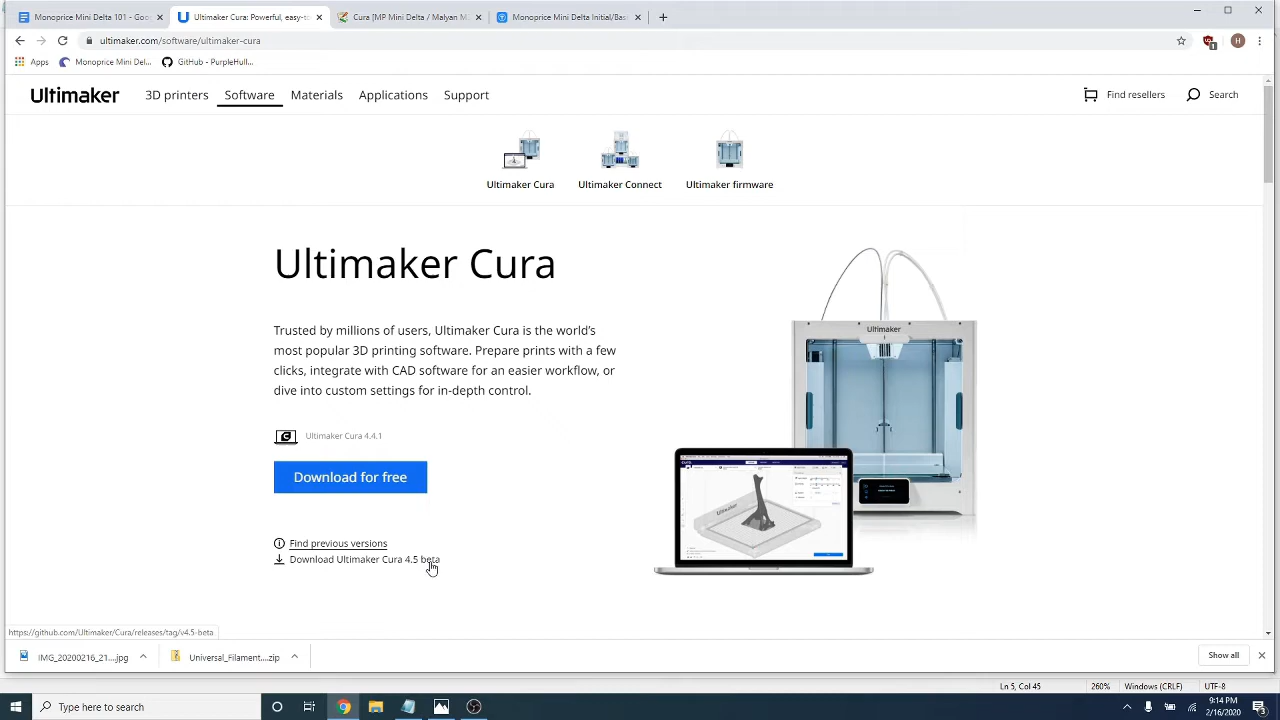 Monoprice Mini Delta 101 - Goog
Ultimaker Cura: Powerful, easy-to
Cura [MP Mini Delta / Malyan M
Monoprice Mini Delta Initial/Bas
ultimaker.com/software/ultimaker-cura
Apps
Monoprice Mini Del...
GitHub - PurpleHull...
Ultimaker
3D printers
Software
Materials
Applications
Support
Find resellers
Search
Ultimaker Cura
Ultimaker Connect
Ultimaker firmware
Ultimaker Cura
Trusted by millions of users, Ultimaker Cura is the world's
most popular 3D printing software. Prepare prints with a few
clicks, integrate with CAD software for an easier workflow, or
dive into custom settings for in-depth control.
Ultimaker
Ultimaker Cura 4.4.1
Download for free
Find previous versions
Download Ultimaker Cura 4.5 beta
https://github.com/Ultimaker/Cura/releases/tag/v4.5-beta
IMG_20200216_21....jpg
Universal_Filament....zip
Show all
Ln 5, Col 45
260%
Windows (CRLF)
UTF-8
Type here to search
9:14 PM
2/16/2020